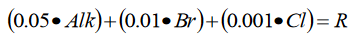 (0.05• Alk)+(0.01• Br)+(0.001• Cl)= R